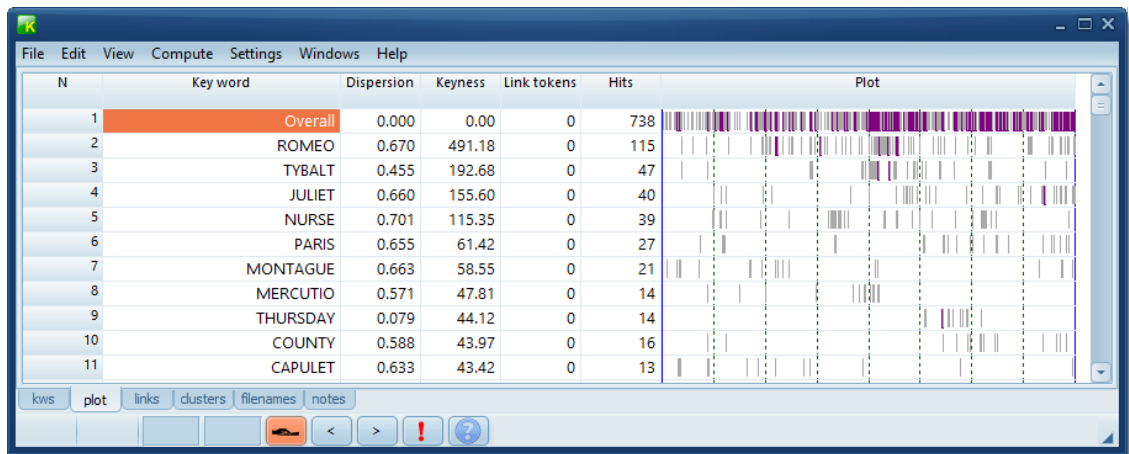 K
File Edit View Compute Settings Windows Help
N Key word Dispersion Keyness Link tokens Hits Plot
1 Overall 0.000 0.00 0 738
2 ROMEO 0.670 491.18 0 115
3 TYBALT 0.455 192.68 0 47
4 JULIET 0.660 155.60 0 40
5 NURSE 0.701 115.35 0 39
6 PARIS 0.655 61.42 0 27
7 MONTAGUE 0.663 58.55 0 21
8 MERCUTIO 0.571 47.81 0 14
9 THURSDAY 0.079 44.12 0 14
10 COUNTY 0.588 43.97 0 16
11 CAPULET 0.633 43.42 0 13
kws plot links clusters filenames notes
< > ! ?